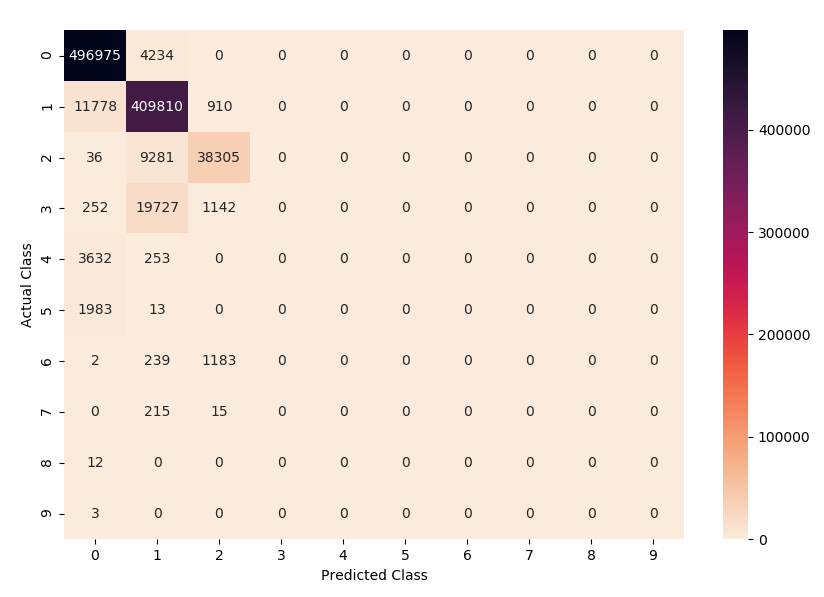 0 496975 4234 0 0 0 0 0 0 0 0
1 11778 409810 910 0 0 0 0 0 0 0
400000
2 36 9281 38305 0 0 0 0 0 0 0
3 252 19727 1142 0 0 0 0 0 0 0
300000
4 3632 253 0 0 0 0 0 0 0 0
Actual Class
5 1983 13 0 0 0 0 0 0 0 0
200000
6 2 239 1183 0 0 0 0 0 0 0
7 0 215 15 0 0 0 0 0 0 0
100000
8 12 0 0 0 0 0 0 0 0 0
9 3 0 0 0 0 0 0 0 0 0
0
0 1 2 3 4 5 6 7 8 9
Predicted Class